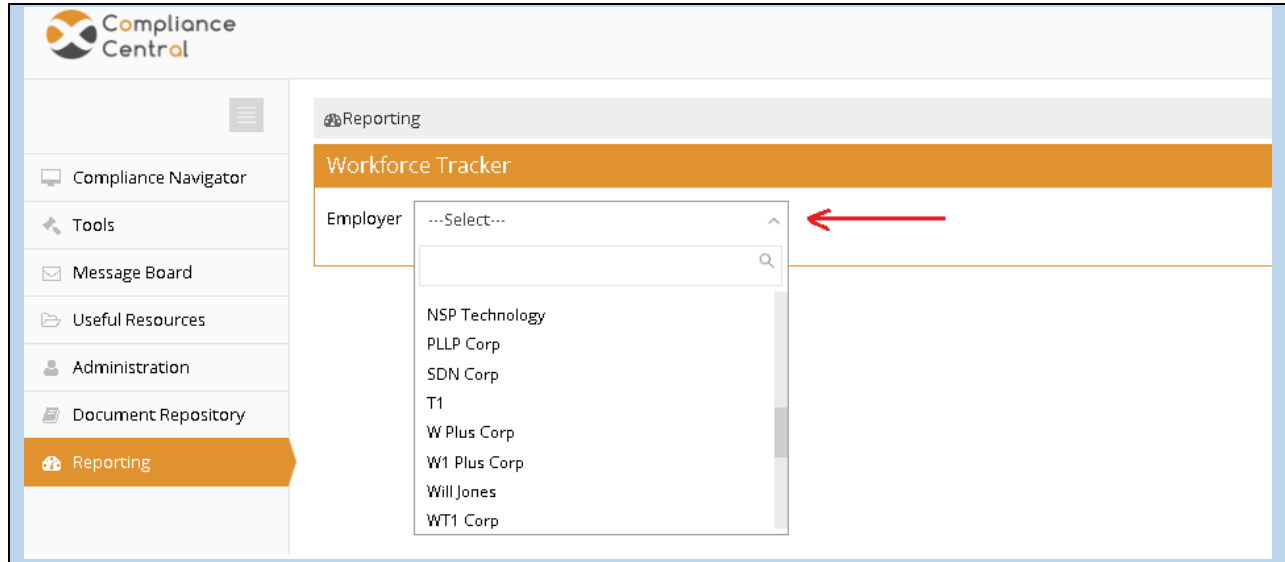 Compliance
Central
Reporting
Workforce Tracker
Compliance Navigator
Tools
Message Board
Useful Resources
Administration
Document Repository
Reporting
Employer ---Select---
NSP Technology
PLLP Corp
SDN Corp
T1
W Plus Corp
W1 Plus Corp
Will Jones
WT1 Corp